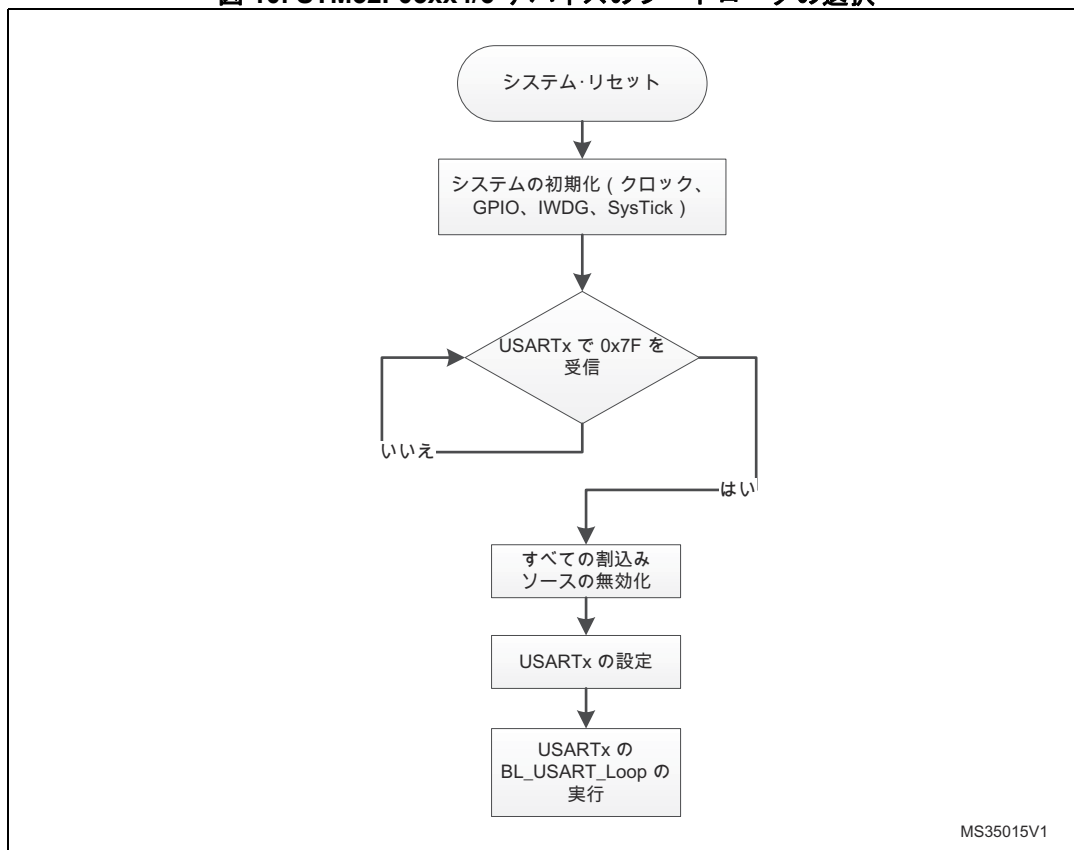 システム・リセット
システムの初期化(クロック、
GPIO、IWDG、SysTick)
USARTx で 0x7F を
受信
いいえ
はい
すべての割込み
ソースの無効化
USARTx の設定
USARTx の
BL_USART_Loop の
実行
MS35015V1